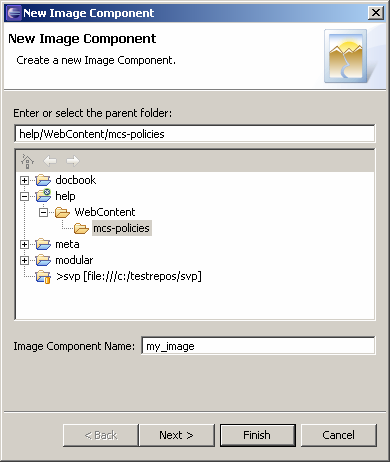 New Image Component
New Image Component
Create a new Image Component.
Enter or select the parent folder:
help/WebContent/mcs-policies
docbook
help
WebContent
mcs-policies
meta
modular
>svp [file:///c:/testrepos/svp]
Image Component Name: my_image
< Back Next > Finish Cancel